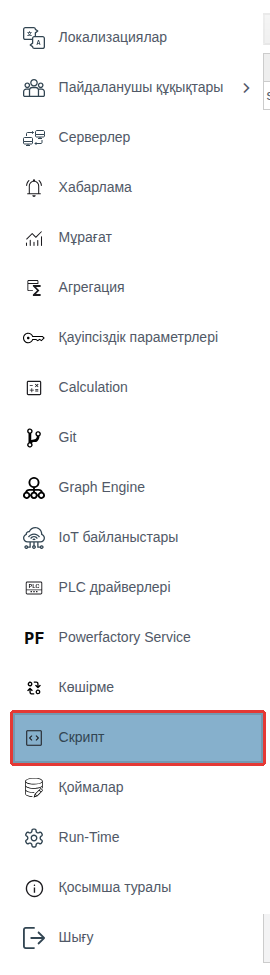 Локализациялар
Пайдаланушы құқықтары
Серверлер
Хабарлама
Мұрағат
Агрегация
Қауіпсіздік параметрлері
Calculation
Git
Graph Engine
IoT байланыстары
PLC драйверлері
PF Powerfactory Service
Көшірме
Скрипт
Қоймалар
Run-Time
Қосымша туралы
Шығу